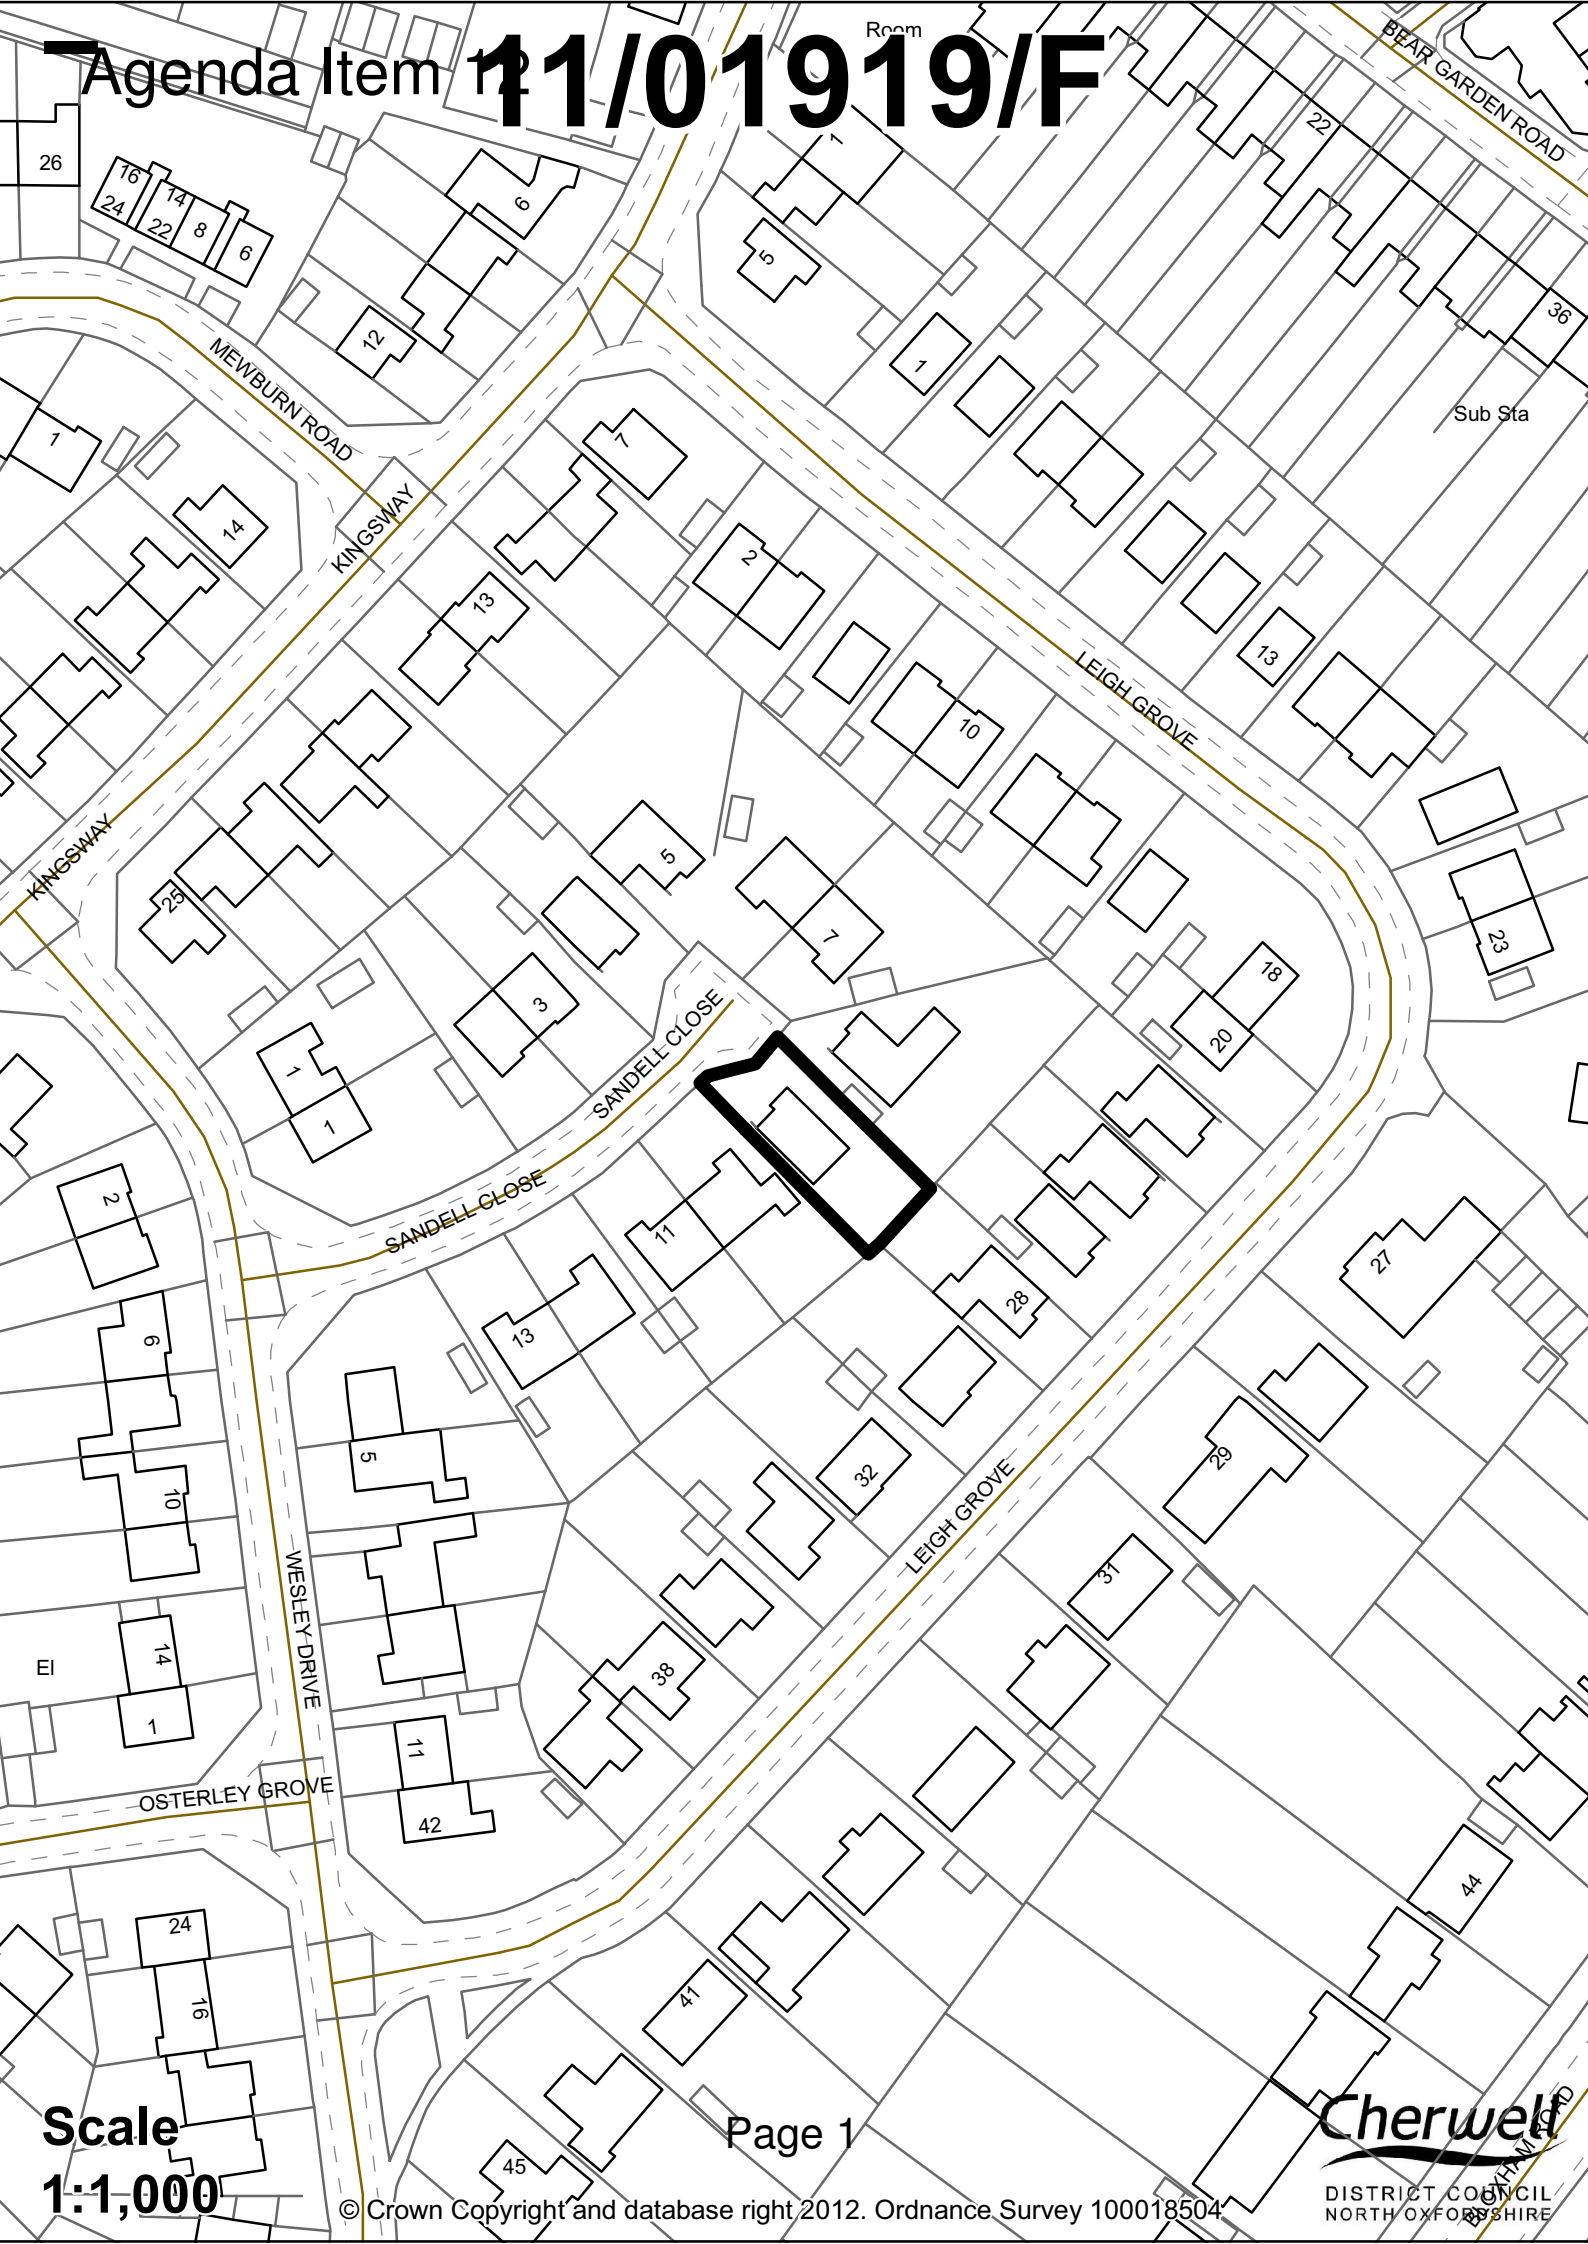 Room
Agenda Item 12
11/01919/F
BEAR GARDEN ROAD
22
1
26
16
24
14
22
8
6
6
5
12
1
36
MEWBURN ROAD
Sub Sta
1
7
14
KINGSWAY
2
13
13
LEIGH GROVE
10
KINGSWAY
5
25
7
23
18
3
SANDELL CLOSE
20
1
1
SANDELL CLOSE
2
11
27
28
6
13
5
29
32
10
LEIGH GROVE
31
WESLEY DRIVE
14
El
38
1
11
OSTERLEY GROVE
42
44
24
41
16
Scale
1:1,000
Page 1
45
Cherwell
DISTRICT COUNCIL
NORTH OXFORDSHIRE
BLOXHAM ROAD
© Crown Copyright and database right 2012. Ordnance Survey 100018504